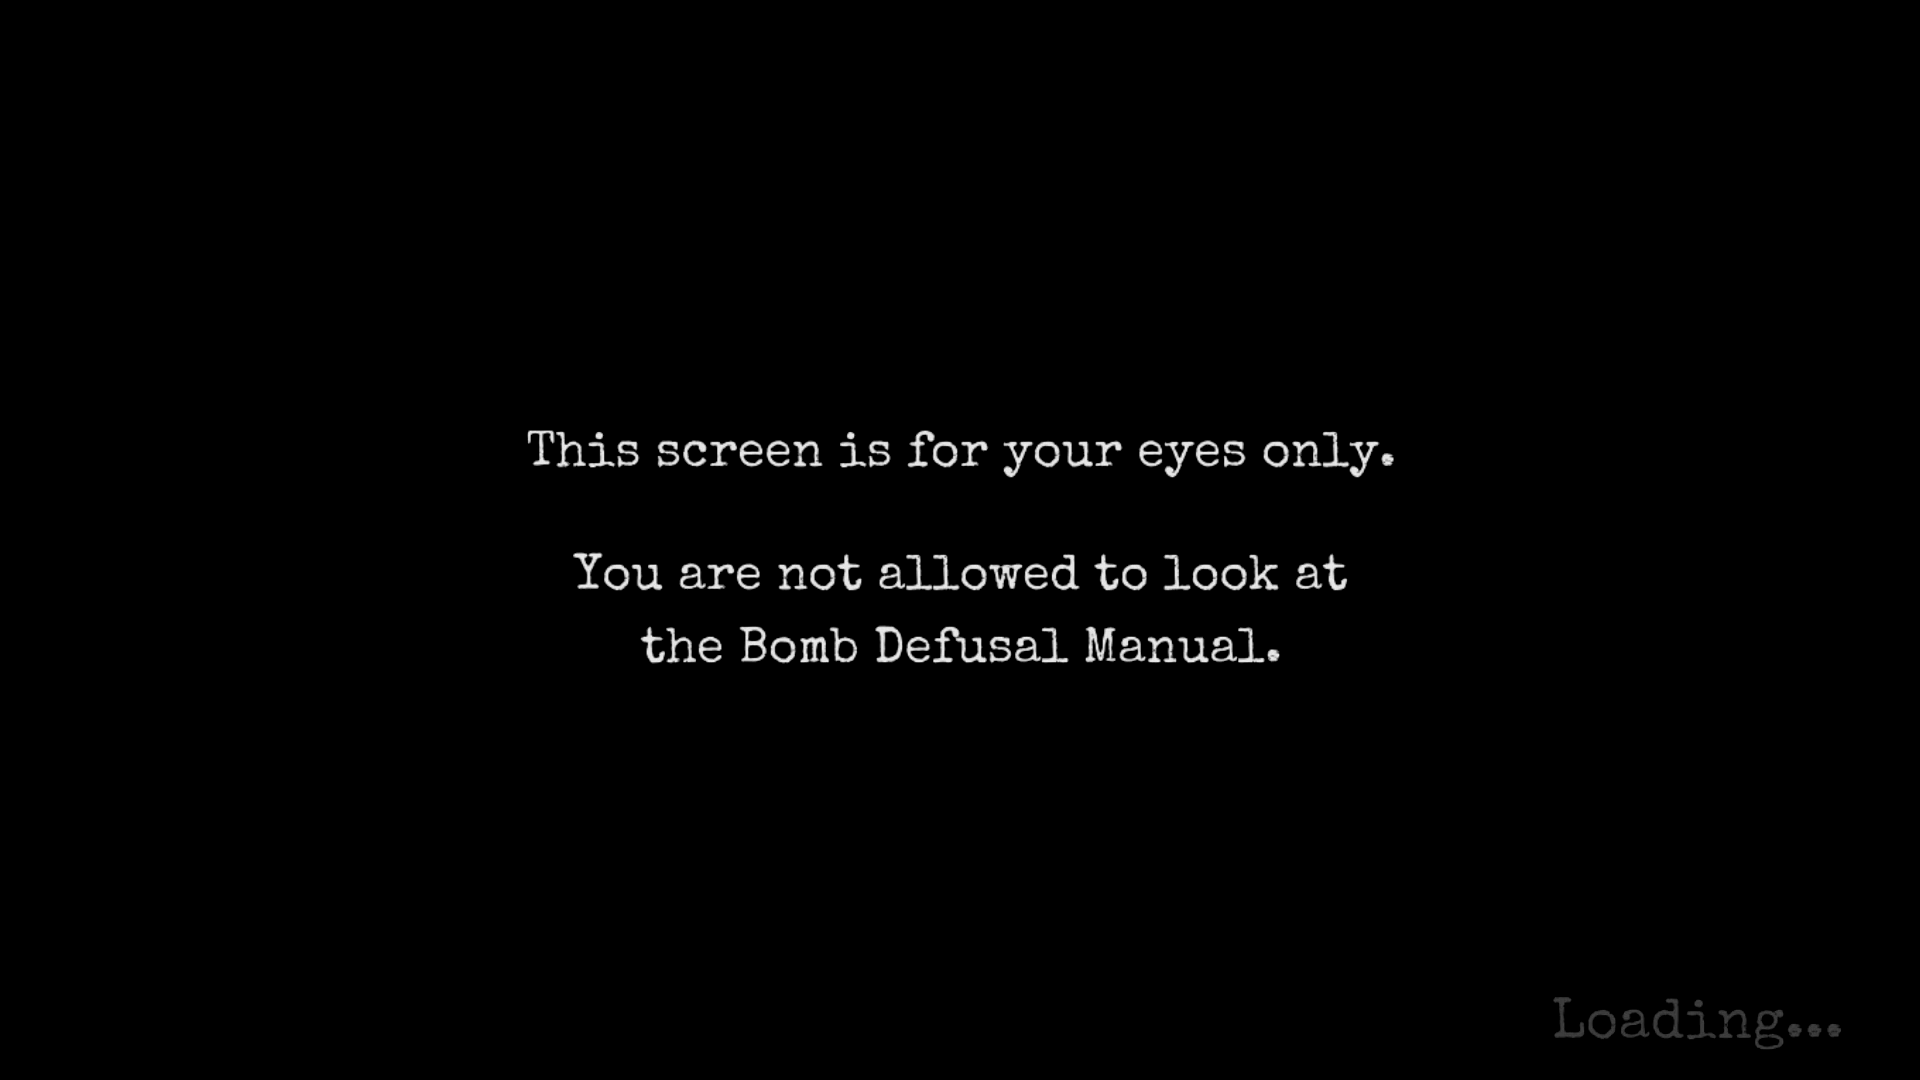 This screen is for your eyes only.
You are not allowed to look at
the Bomb Defusal Manual.
Loading...